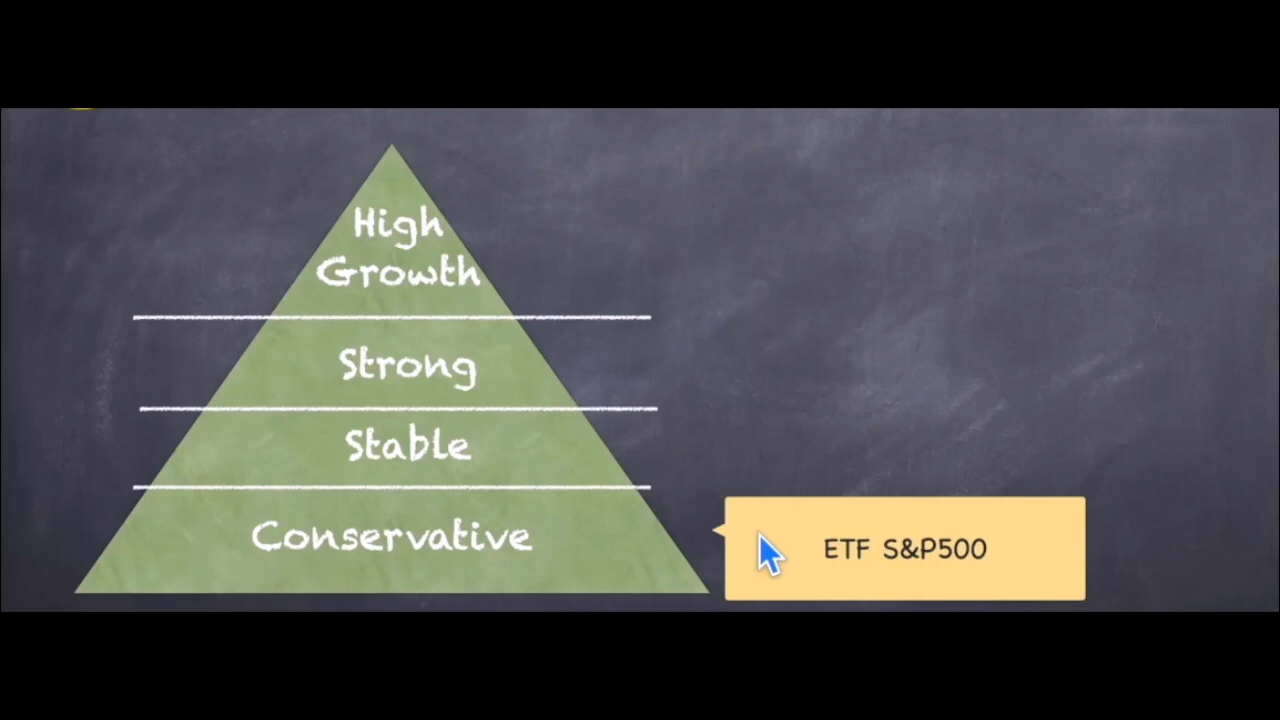 High
Growth
Strong
Stable
Conservative
ETF S&P500